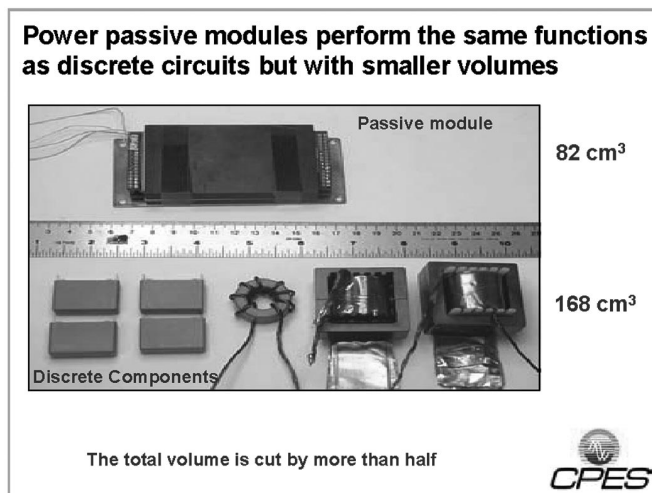 Power passive modules perform the same functions
as discrete circuits but with smaller volumes
Passive module
82 cm³
168 cm³
Discrete Components
The total volume is cut by more than half
CPES